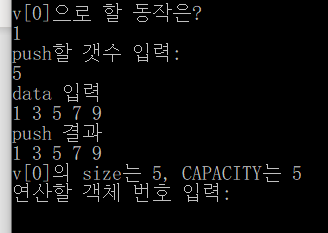 v[0]으로 할 동작은?
1
push할 갯수 입력:
5
data 입력
1 3 5 7 9
push 결과
1 3 5 7 9
v[0]의 size는 5, CAPACITY는 5
연산할 객체 번호 입력: